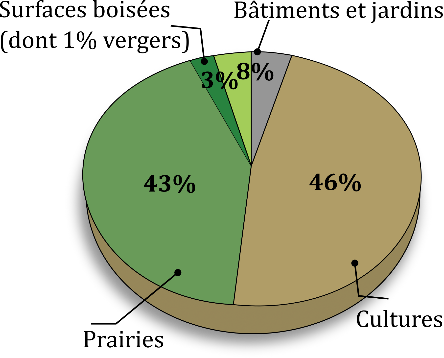 Surfaces boisées
(dont 1% vergers)
Bâtiments et jardins
3%
8%
43%
46%
Prairies
Cultures